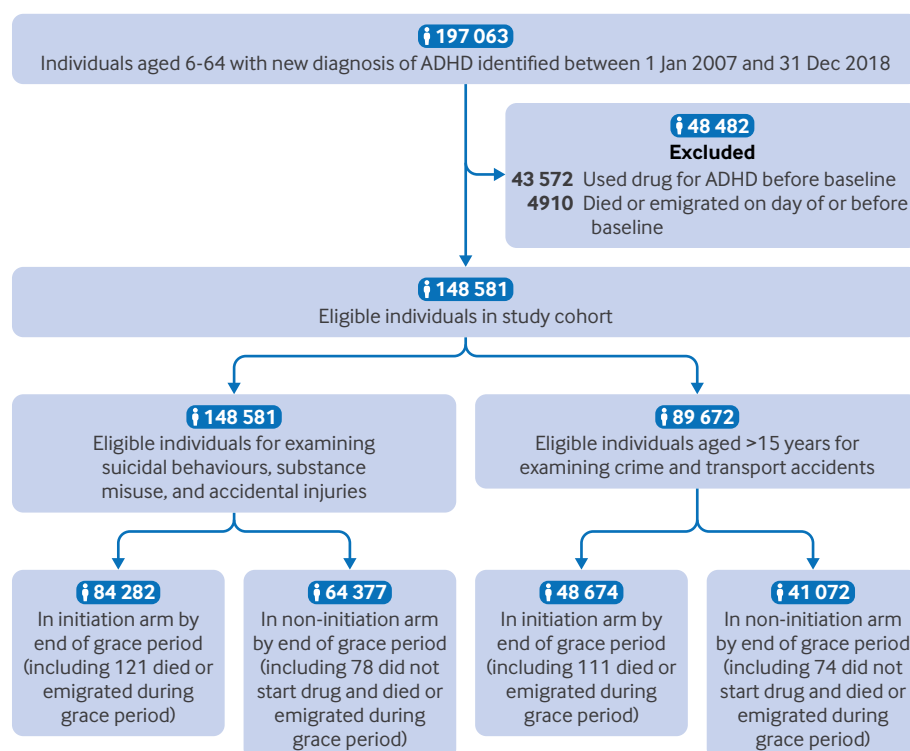 197 063
Individuals aged 6-64 with new diagnosis of ADHD identified between 1 Jan 2007 and 31 Dec 2018
48 482
Excluded
43 572 Used drug for ADHD before baseline
4910 Died or emigrated on day of or before
baseline
148 581
Eligible individuals in study cohort
148 581
Eligible individuals for examining
suicidal behaviours, substance
misuse, and accidental injuries
89 672
Eligible individuals aged >15 years for
examining crime and transport accidents
84 282
In initiation arm by
end of grace period
(including 121 died or
emigrated during
grace period)
64 377
In non-initiation arm
by end of grace period
(including 78 did not
start drug and died or
emigrated during
grace period)
48 674
In initiation arm by
end of grace period
(including 111 died or
emigrated during
grace period)
41 072
In non-initiation arm
by end of grace period
(including 74 did not
start drug and died or
emigrated during
grace period)